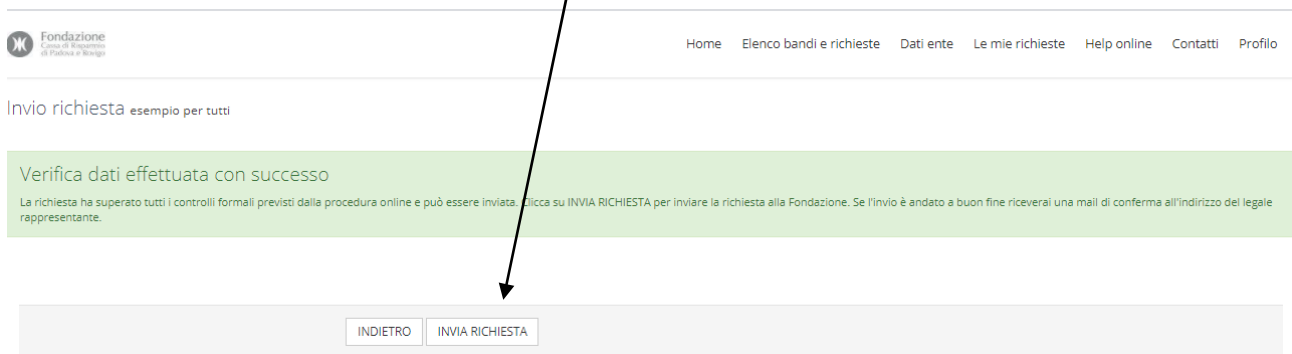 Fondazione
Cassa di Risparmio
di Padova e Rovigo
Home Elenco bandi e richieste Dati ente Le mie richieste Help online Contatti Profilo
Invio richiesta esempio per tutti
Verifica dati effettuata con successo
La richiesta ha superato tutti i controlli formali previsti dalla procedura online e può essere inviata. Clicca su INVIA RICHIESTA per inviare la richiesta alla Fondazione. Se l'invio è andato a buon fine riceverai una mail di conferma all'indirizzo del legale
rappresentante.
INDIETRO INVIA RICHIESTA